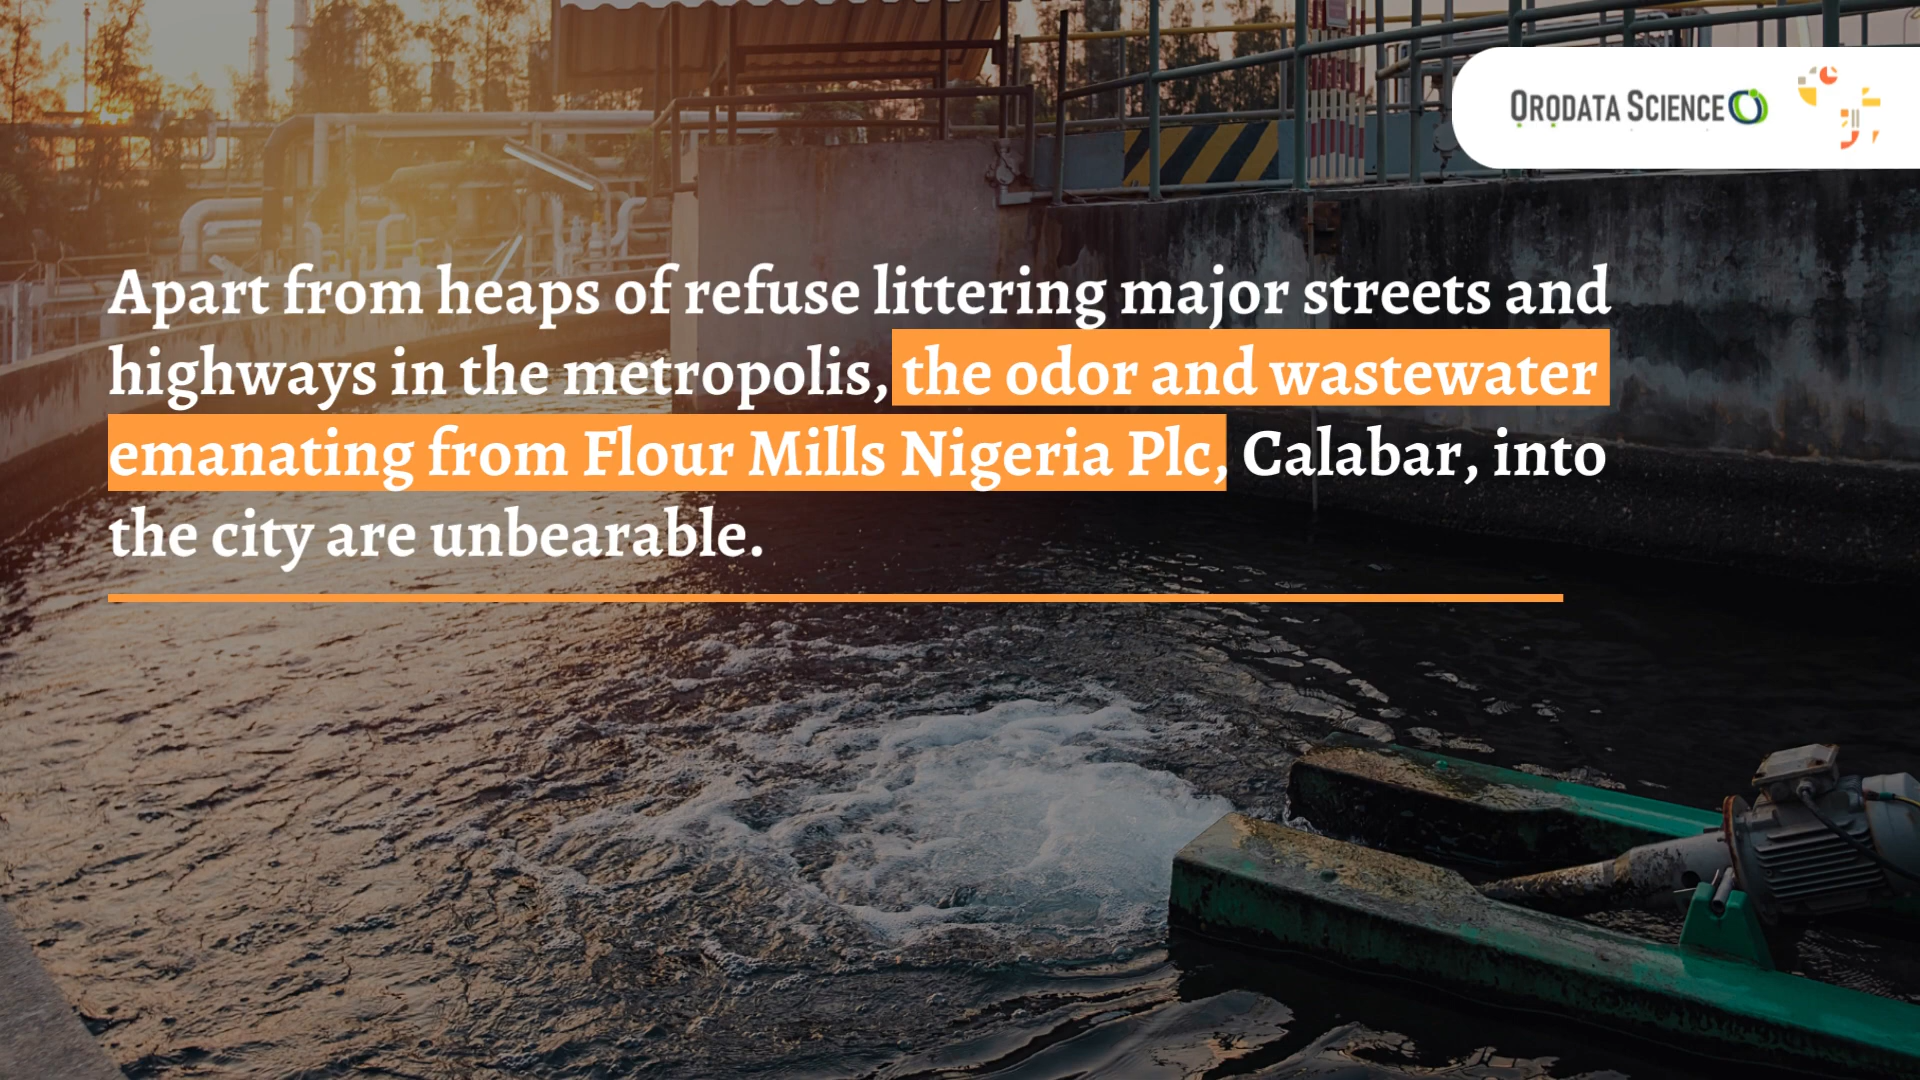 ORODATA SCIENCE
Apart from heaps of refuse littering major streets and
highways in the metropolis, the odor and wastewater
emanating from Flour Mills Nigeria Plc, Calabar, into
the city are unbearable.